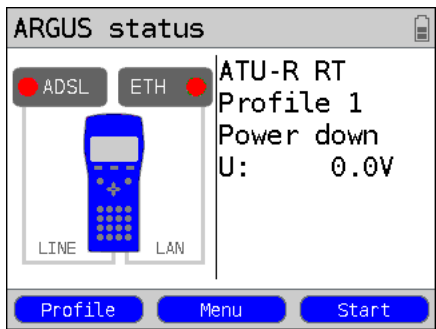 ARGUS status
ADSL
ETH
LINE
LAN
ATU-R RT
Profile 1
Power down
U: 0.0V
Profile
Menu
Start